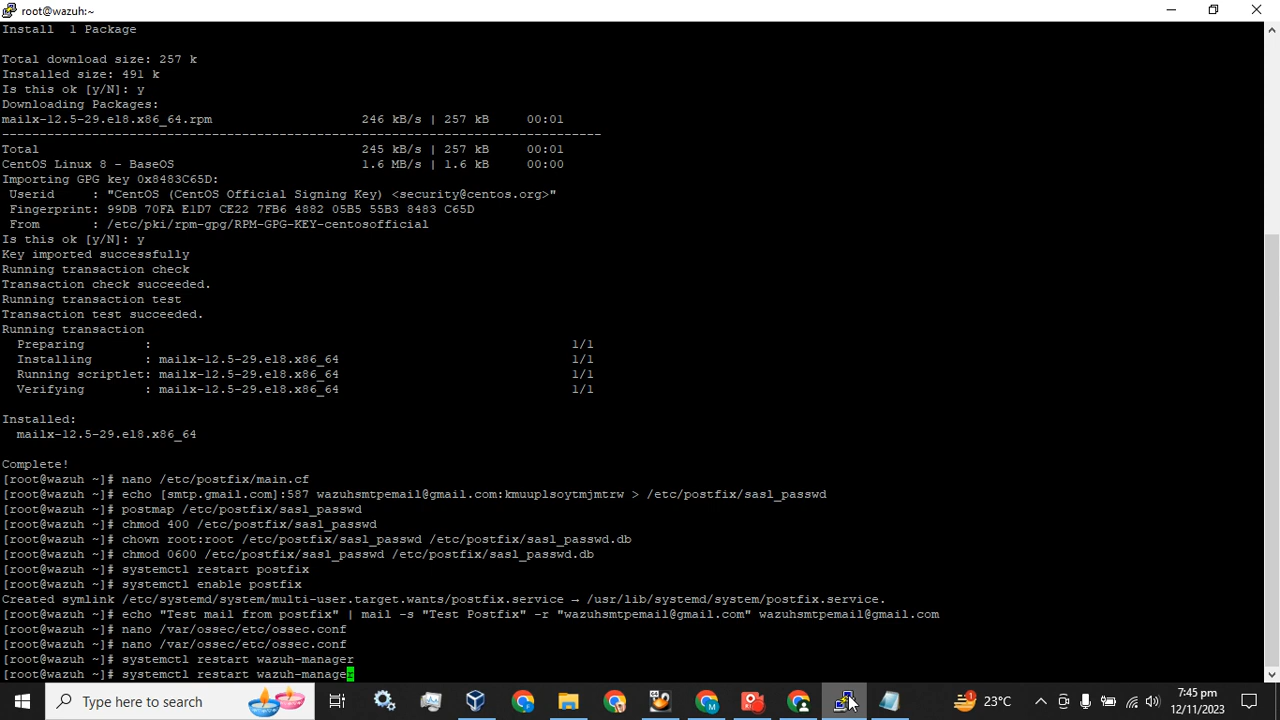 root@wazuh:~
Install  1 Package
Total download size: 257 k
Installed size: 491 k
Is this ok [y/N]: y
Downloading Packages:
mailx-12.5-29.el8.x86_64.rpm 246 kB/s | 257 kB 00:01
--------------------------------------------------------------------------------
Total 245 kB/s | 257 kB 00:01
CentOS Linux 8 - BaseOS 1.6 MB/s | 1.6 kB 00:00
Importing GPG key 0x8483C65D:
Userid : "CentOS (CentOS Official Signing Key) <security@centos.org>"
Fingerprint: 99DB 70FA E1D7 CE22 7FB6 4882 05B5 55B3 8483 C65D
From : /etc/pki/rpm-gpg/RPM-GPG-KEY-centosofficial
Is this ok [y/N]: y
Key imported successfully
Running transaction check
Transaction check succeeded.
Running transaction test
Transaction test succeeded.
Running transaction
Preparing : 1/1
Installing : mailx-12.5-29.el8.x86_64 1/1
Running scriptlet: mailx-12.5-29.el8.x86_64 1/1
Verifying : mailx-12.5-29.el8.x86_64 1/1
Installed:
mailx-12.5-29.el8.x86_64
Complete!
[root@wazuh ~]# nano /etc/postfix/main.cf
[root@wazuh ~]# echo [smtp.gmail.com]:587 wazuhsmtpemail@gmail.com:kmuuplsoytmjmtrw > /etc/postfix/sasl_passwd
[root@wazuh ~]# postmap /etc/postfix/sasl_passwd
[root@wazuh ~]# chmod 400 /etc/postfix/sasl_passwd
[root@wazuh ~]# chown root:root /etc/postfix/sasl_passwd /etc/postfix/sasl_passwd.db
[root@wazuh ~]# chmod 0600 /etc/postfix/sasl_passwd /etc/postfix/sasl_passwd.db
[root@wazuh ~]# systemctl restart postfix
[root@wazuh ~]# systemctl enable postfix
Created symlink /etc/systemd/system/multi-user.target.wants/postfix.service → /usr/lib/systemd/system/postfix.service.
[root@wazuh ~]# echo "Test mail from postfix" | mail -s "Test Postfix" -r "wazuhsmtpemail@gmail.com" wazuhsmtpemail@gmail.com
[root@wazuh ~]# nano /var/ossec/etc/ossec.conf
[root@wazuh ~]# nano /var/ossec/etc/ossec.conf
[root@wazuh ~]# systemctl restart wazuh-manager
[root@wazuh ~]# systemctl restart wazuh-manager
Type here to search
1
23°C
7:45 pm
12/11/2023